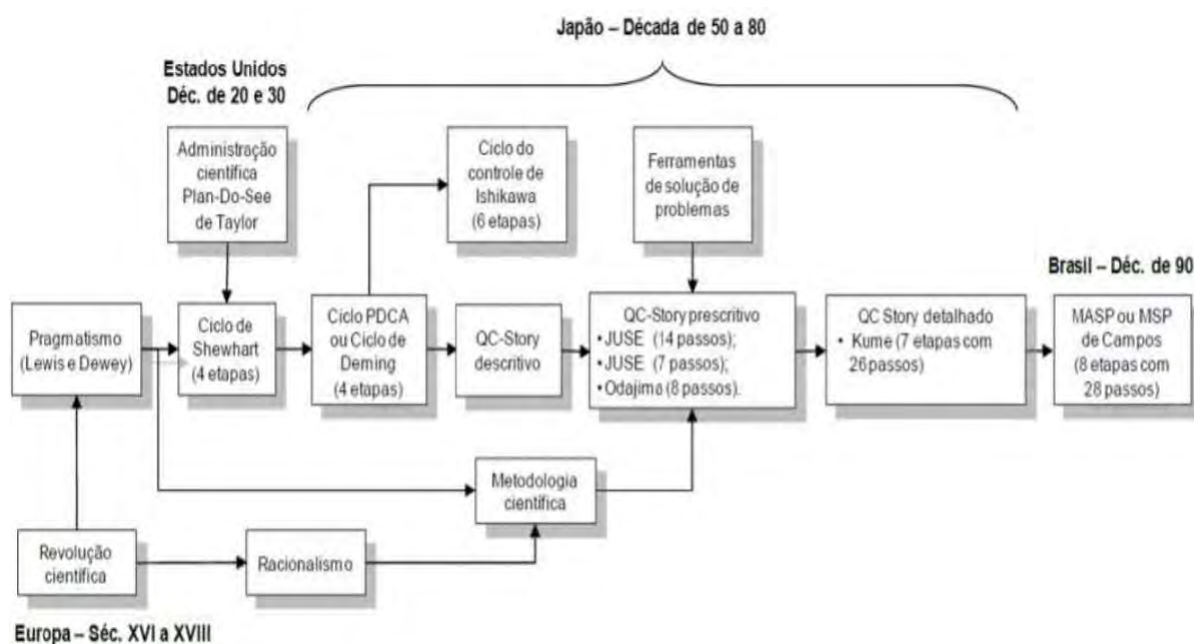 Japão – Década de 50 a 80
Estados Unidos
Déc. de 20 e 30
Administração
científica
Plan-Do-See
de Taylor
Ciclo do
controle de
Ishikawa
(6 etapas)
Ferramentas
de solução de
problemas
Brasil – Déc. de 90
Pragmatismo
(Lewis e Dewey)
Ciclo de
Shewhart
(4 etapas)
Ciclo PDCA
ou Ciclo de
Deming
(4 etapas)
QC-Story
descritivo
QC-Story prescritivo
• JUSE (14 passos);
• JUSE (7 passos);
• Odajima (8 passos).
QC Story detalhado
• Kume (7 etapas com
26 passos)
MASP ou MSP
de Campos
(8 etapas com
28 passos)
Metodologia
científica
Revolução
científica
Racionalismo
Europa – Séc. XVI a XVIII